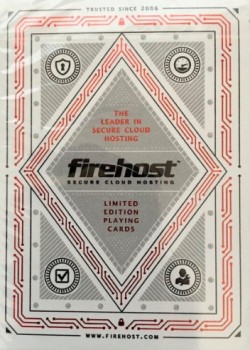 TRUSTED SINCE 2006
THE
LEADER IN
SECURE CLOUD
HOSTING
firehost™
SECURE CLOUD HOSTING
LIMITED
EDITION
PLAYING
CARDS
WWW.FIREHOST.COM